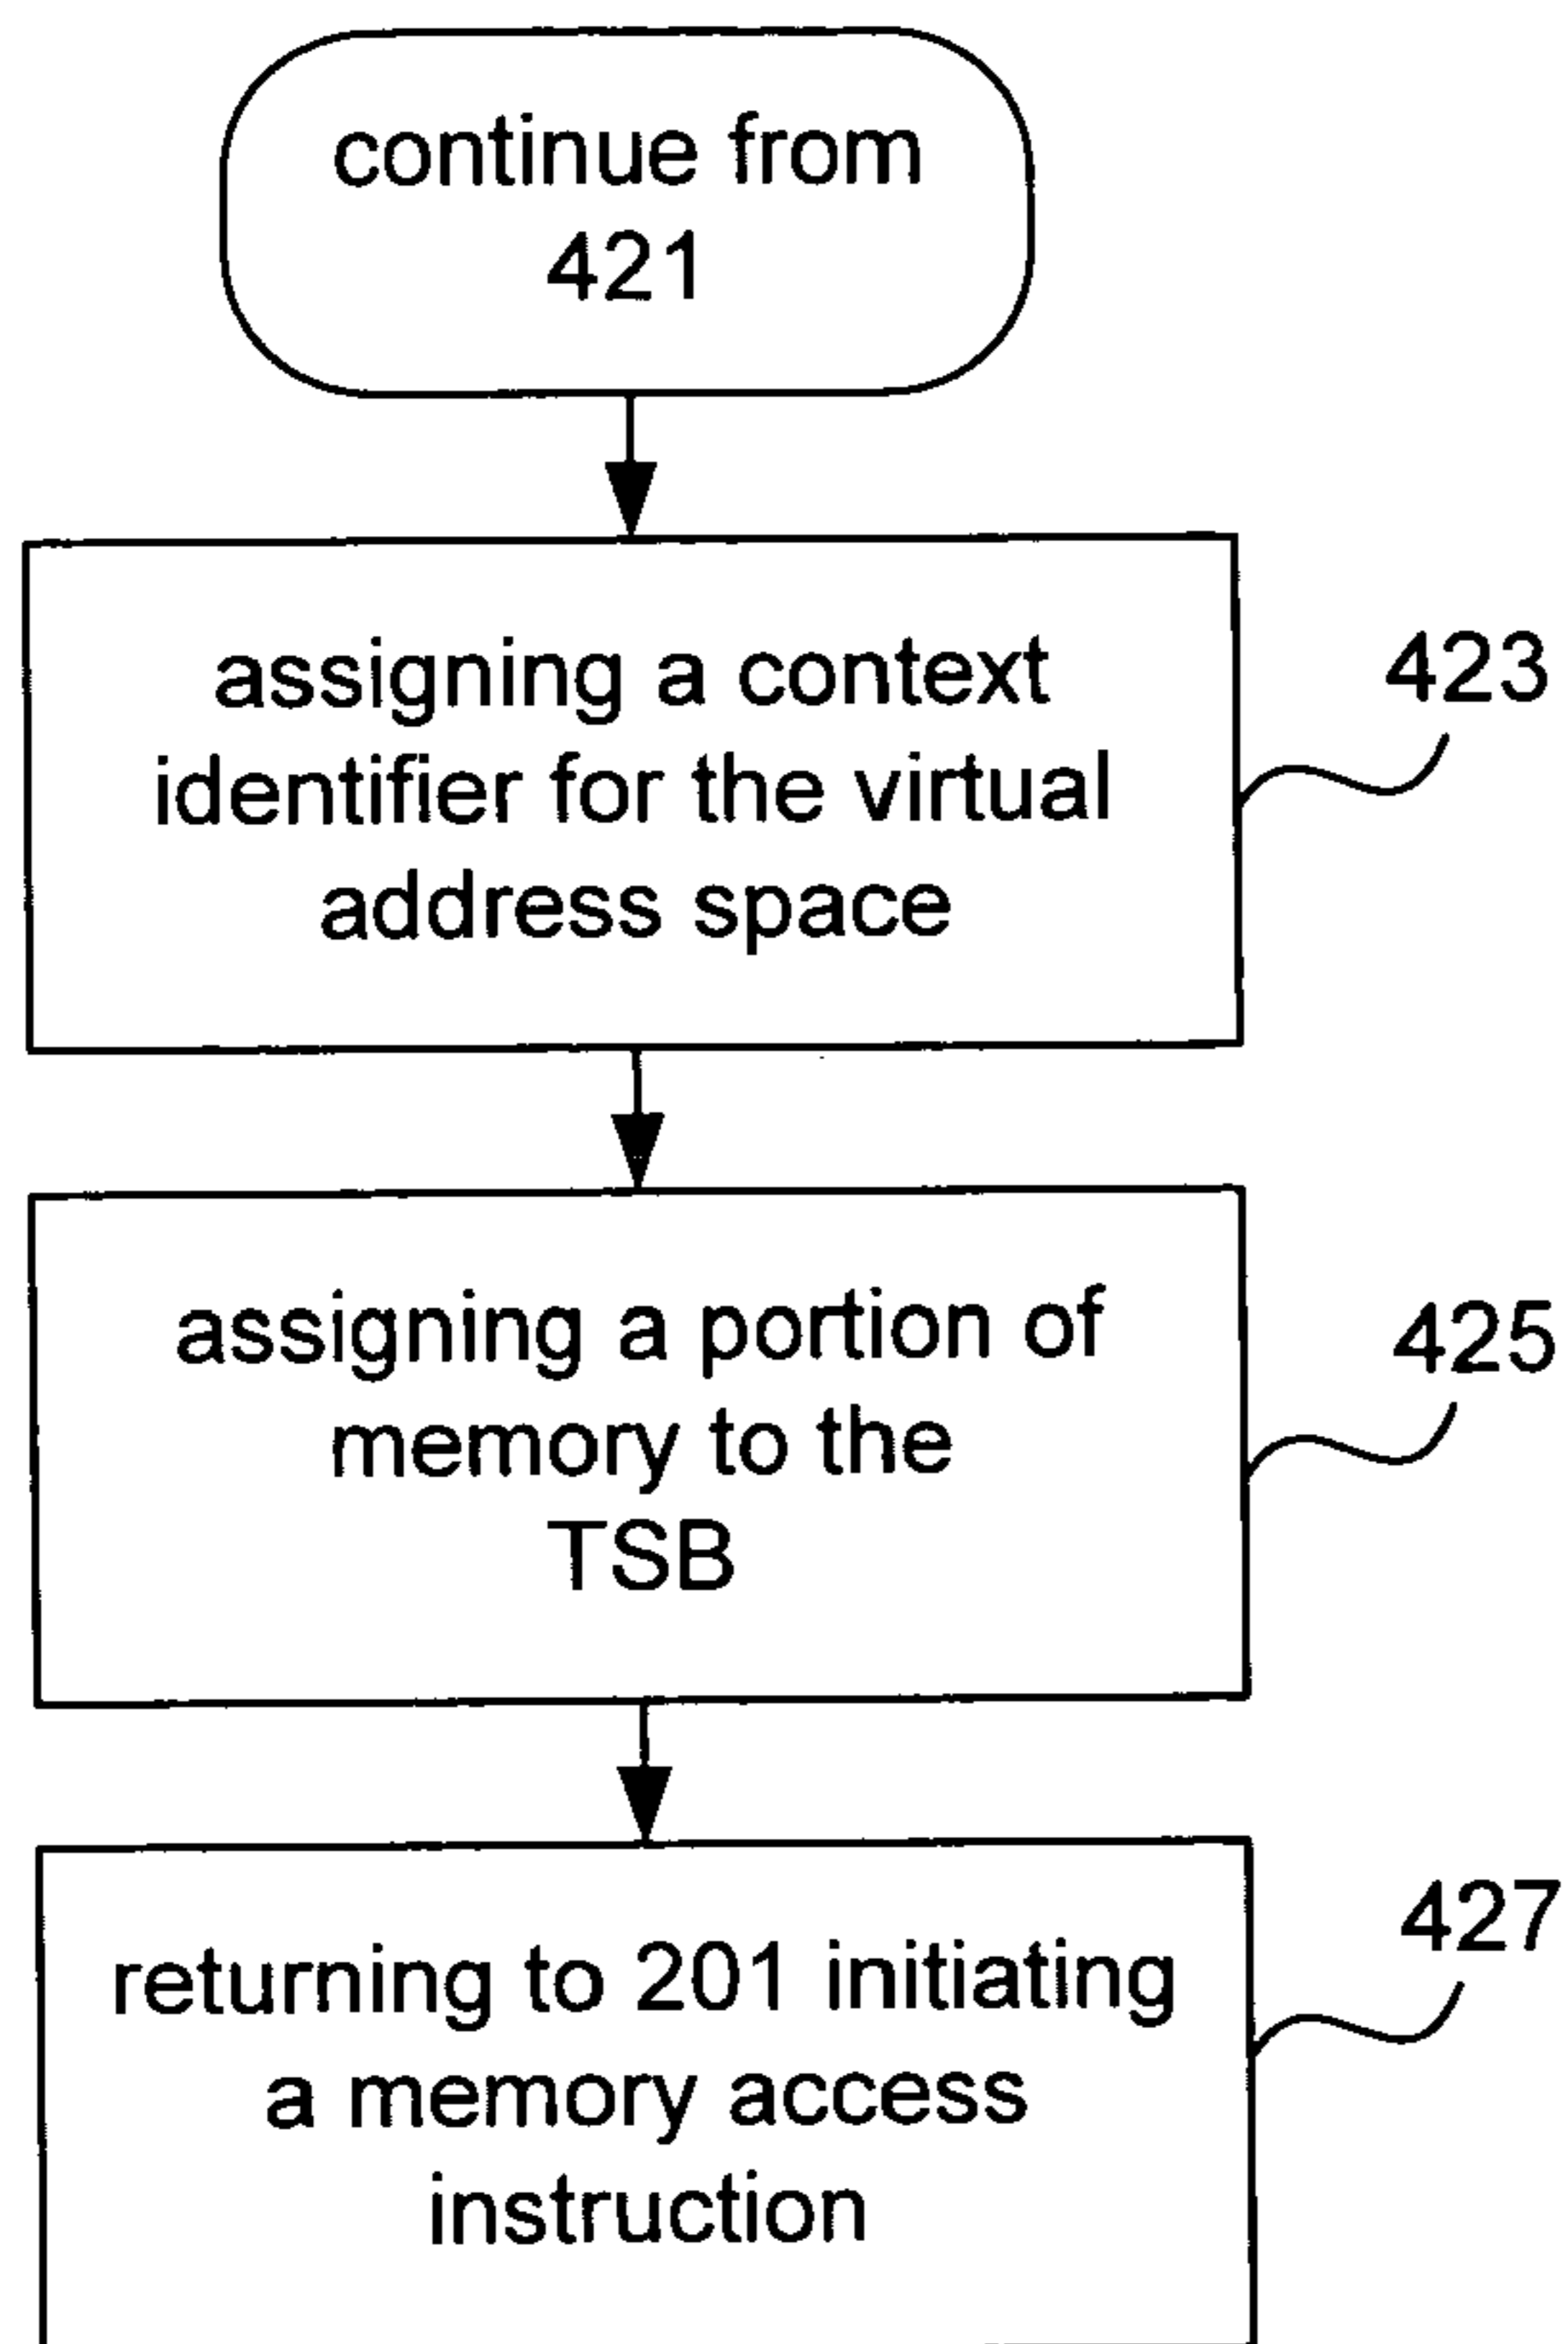 continue from
421
assigning a context
identifier for the virtual
address space
423
assigning a portion of
memory to the
TSB
425
returning to 201 initiating
a memory access
instruction
427